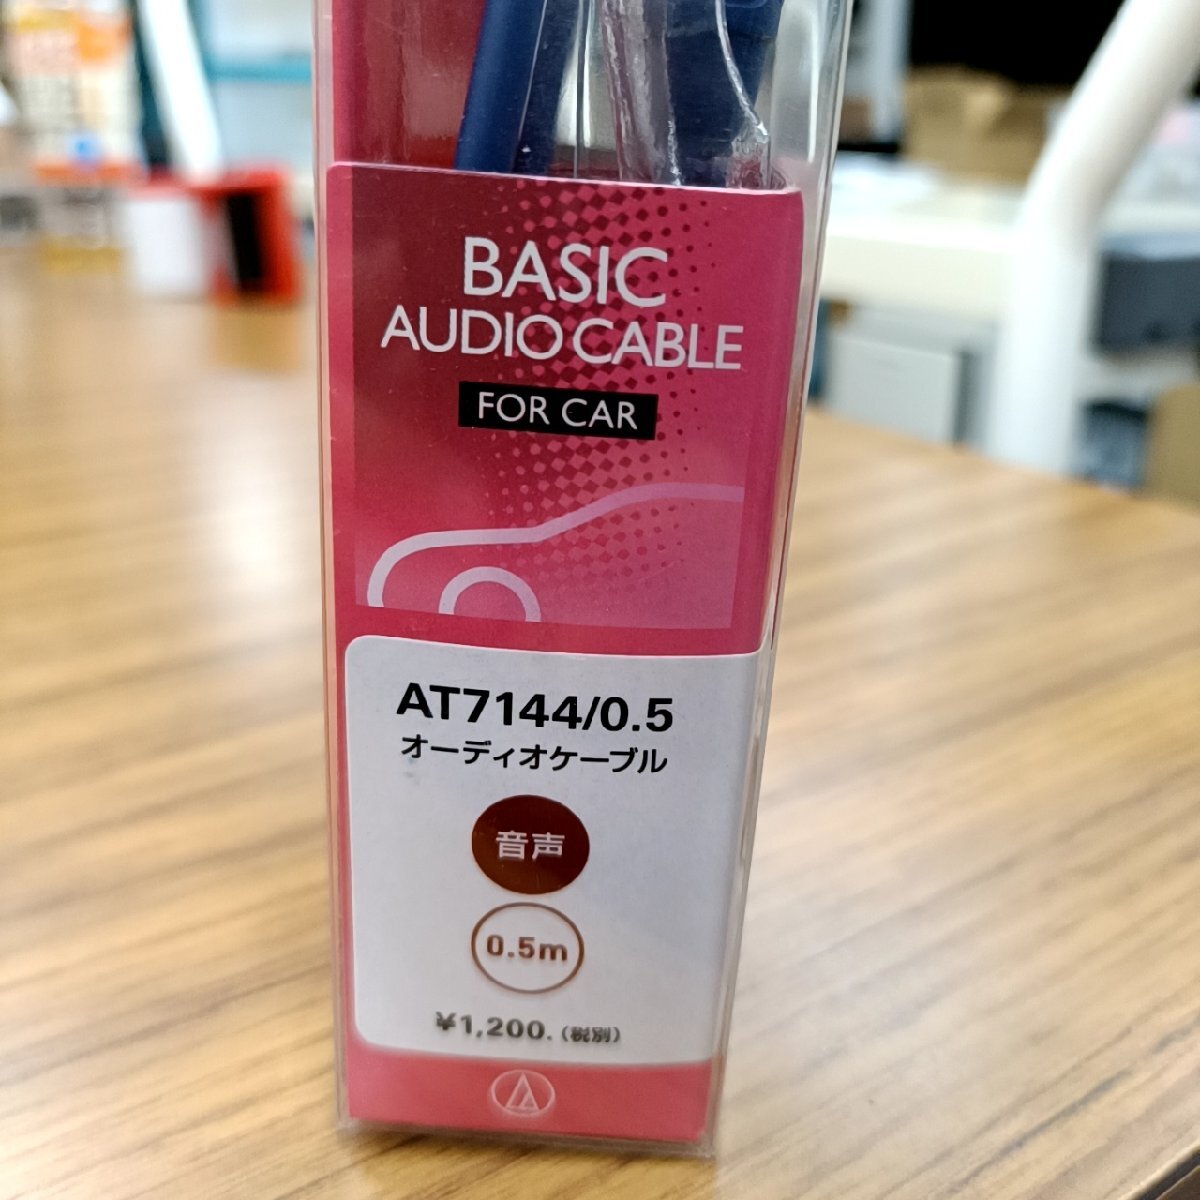 BASIC
AUDIO CABLE
FOR CAR
AT7144/0.5
オーディオケーブル
音声
0.5m
¥1,200.(税別)